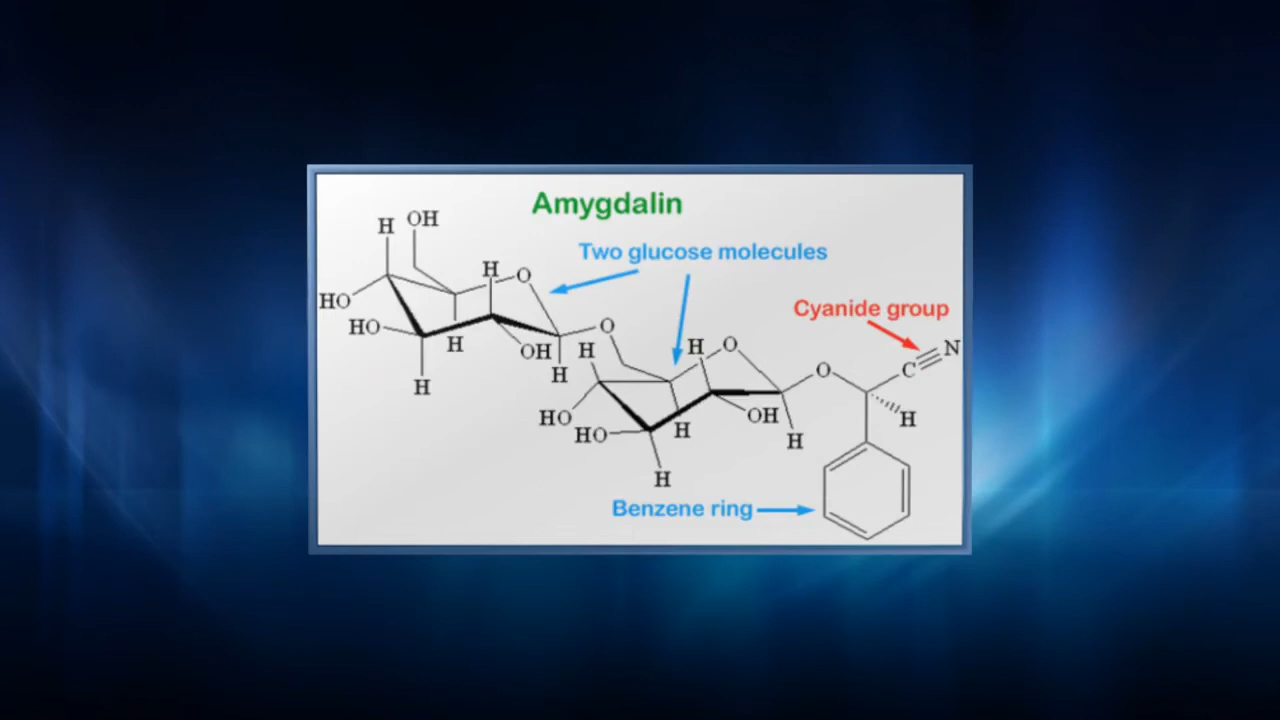 Amygdalin
H OH
Two glucose molecules
H O
HO
Cyanide group
HO
O
H
OH
H
H
H
O
N
C
O
H
HO
OH
H
HO
H
H
H
Benzene ring